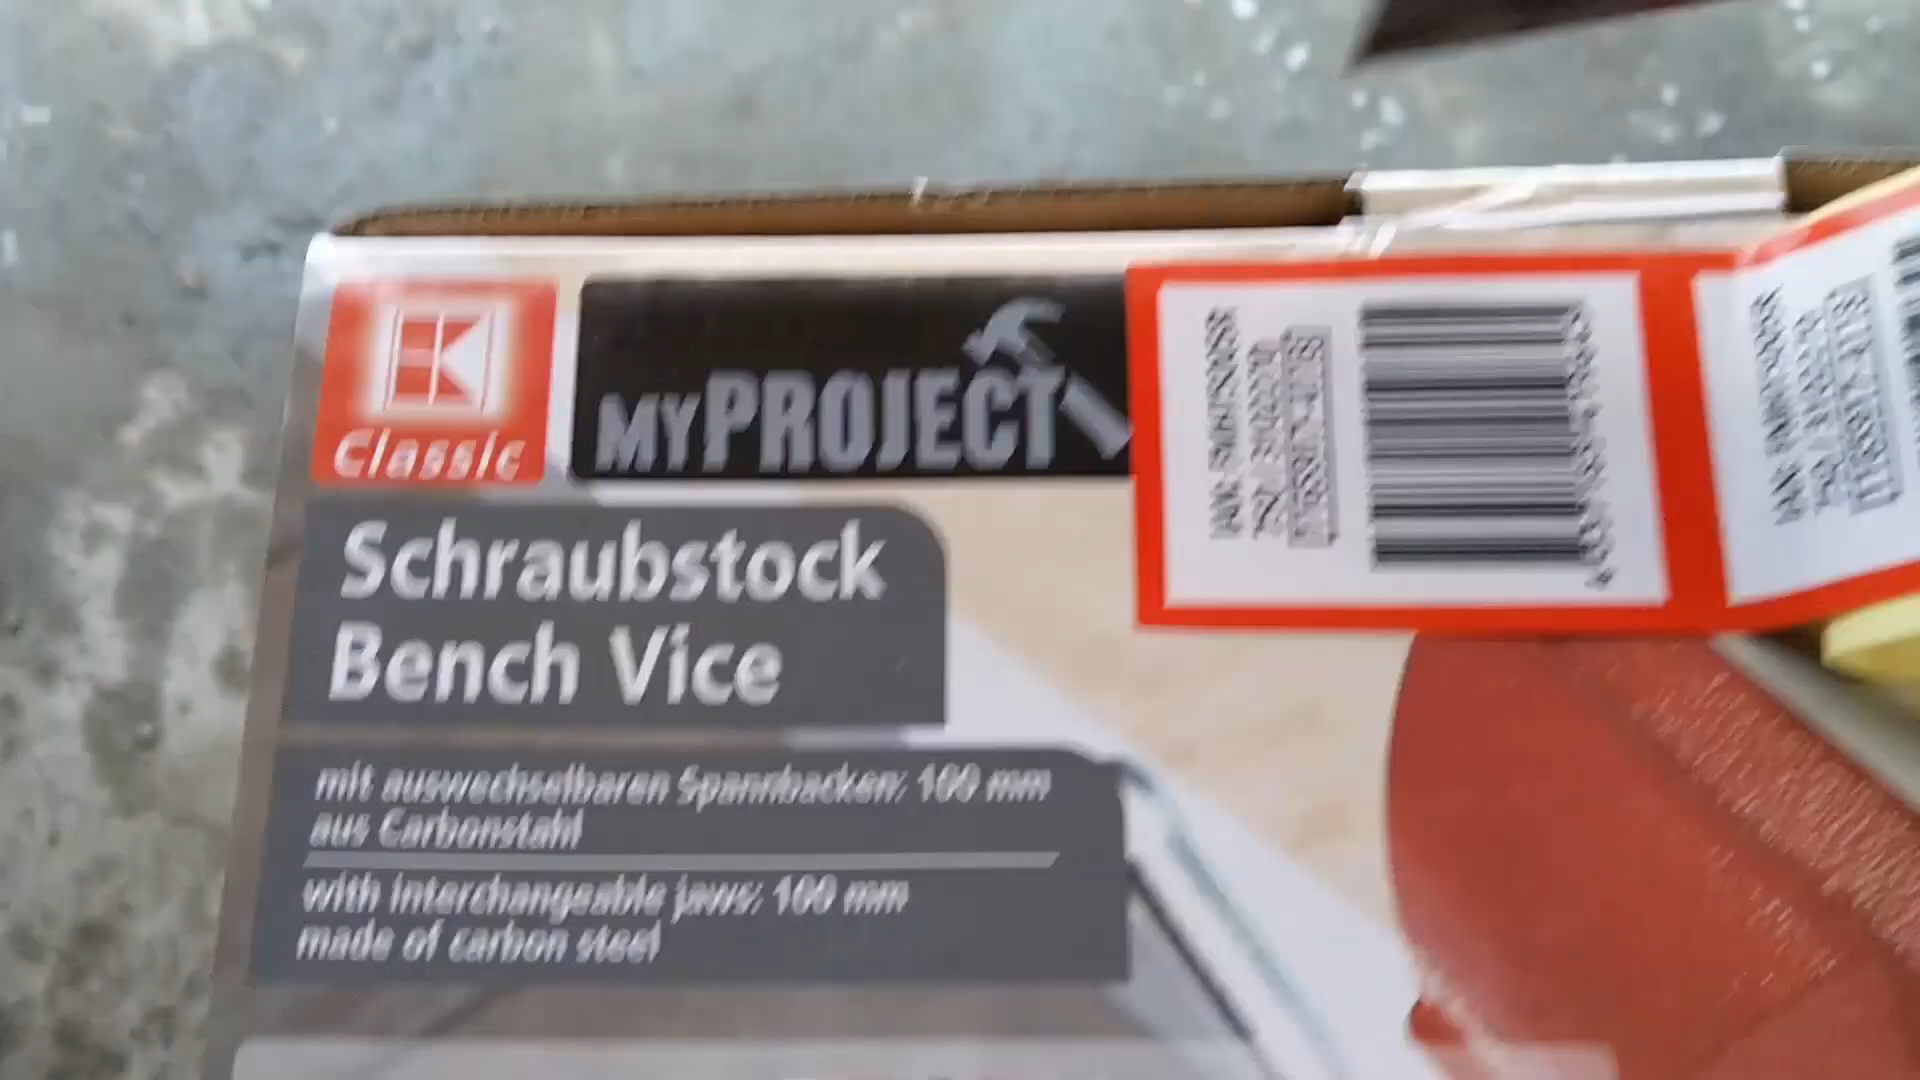 Classic
MYPROJECT
Schraubstock
Bench Vice
mit auswechselbaren Spannbacken: 100 mm
aus Carbonstahl
with interchangeable jaws: 100 mm
made of carbon steel